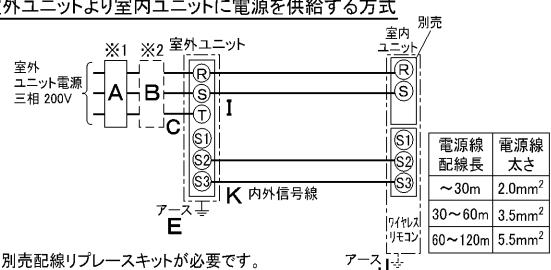 室外ユニットより室内ユニットに電源を供給する方式
※1
※2
室外ユニット
室内
ユニット
別売
室外
ユニット電源
三相 200V
A
B
C
R
S
T
S1
S2
S3
I
K 内外信号線
アース
E
R
S
S1
S2
S3
ワイヤレス
リモコン
アース
J
電源線
配線長
電源線
太さ
～30m
2.0mm²
30～60m
3.5mm²
60～120m
5.5mm²
別売配線リプレースキットが必要です。